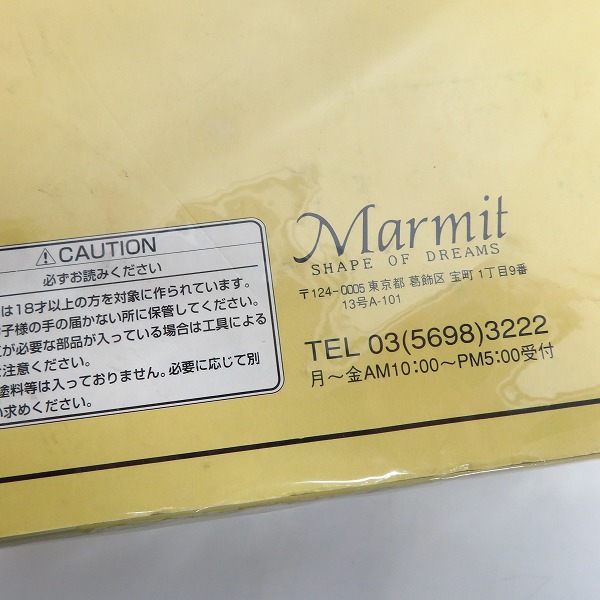 ⚠CAUTION
必ずお読みください
は18才以上の方を対象に作られています。
子様の手の届かない所に保管してください。
が必要な部品が入っている場合は工具による
注意ください。
塗料等は入っておりません。必要に応じて別
い求めください。
Marmit
SHAPE OF DREAMS
〒124-0005 東京都 葛飾区 宝町 1丁目9番
13号A-101
TEL 03(5698)3222
月～金AM10:00～PM5:00受付